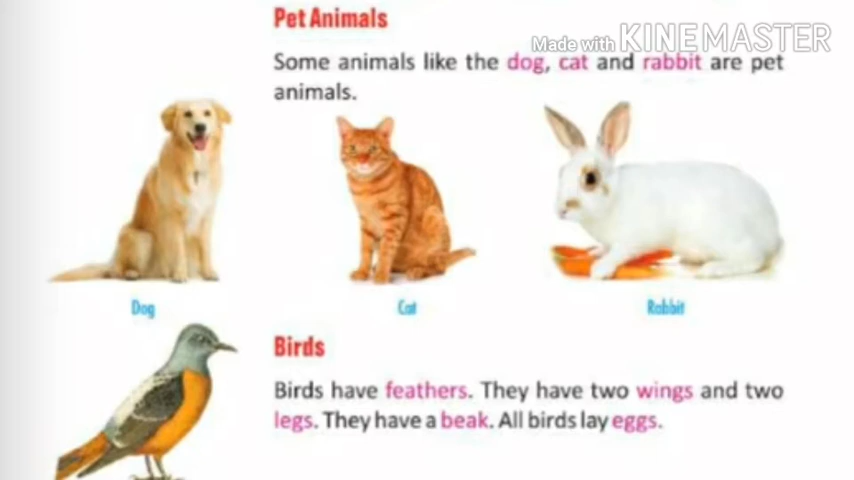 Pet Animals
Made with KINEMASTER
Some animals like the dog, cat and rabbit are pet
animals.
Dog
Cat
Rabbit
Birds
Birds have feathers. They have two wings and two
legs. They have a beak. All birds lay eggs.